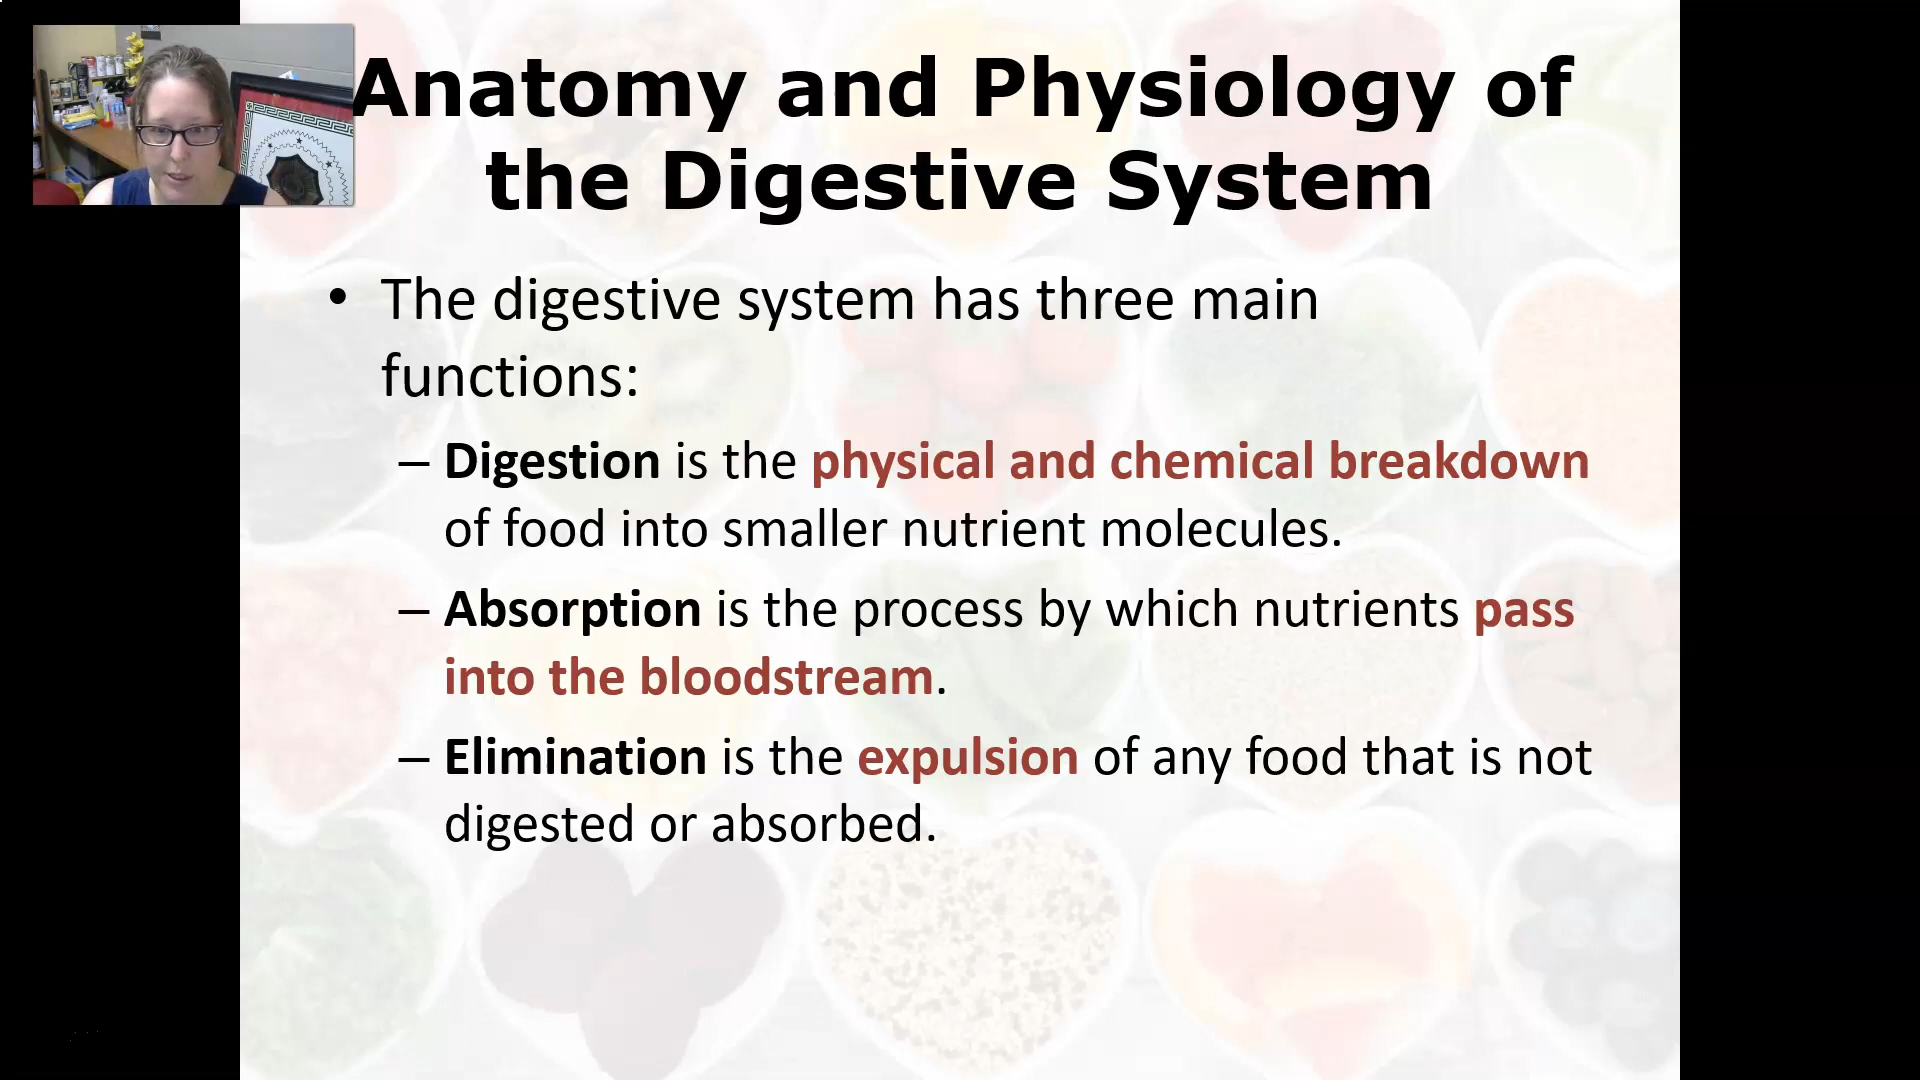 Anatomy and Physiology of
the Digestive System
• The digestive system has three main
functions:
– Digestion is the physical and chemical breakdown
of food into smaller nutrient molecules.
– Absorption is the process by which nutrients pass
into the bloodstream.
– Elimination is the expulsion of any food that is not
digested or absorbed.